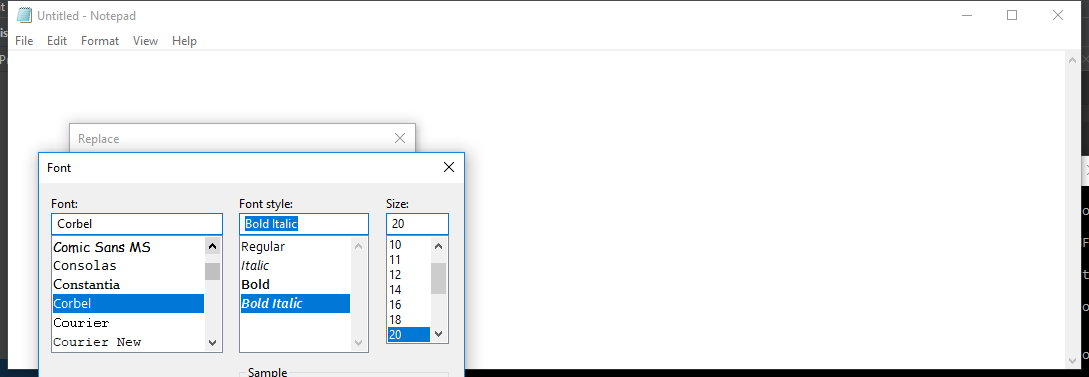 Untitled - Notepad
File Edit Format View Help
Replace
Font
Font: Font style: Size:
Corbel Bold Italic 20
Comic Sans MS Regular 10
Consolas Italic 11
Constantia Bold 12
Corbel Bold Italic 14
Courier 16
Courier New 18
20
Sample